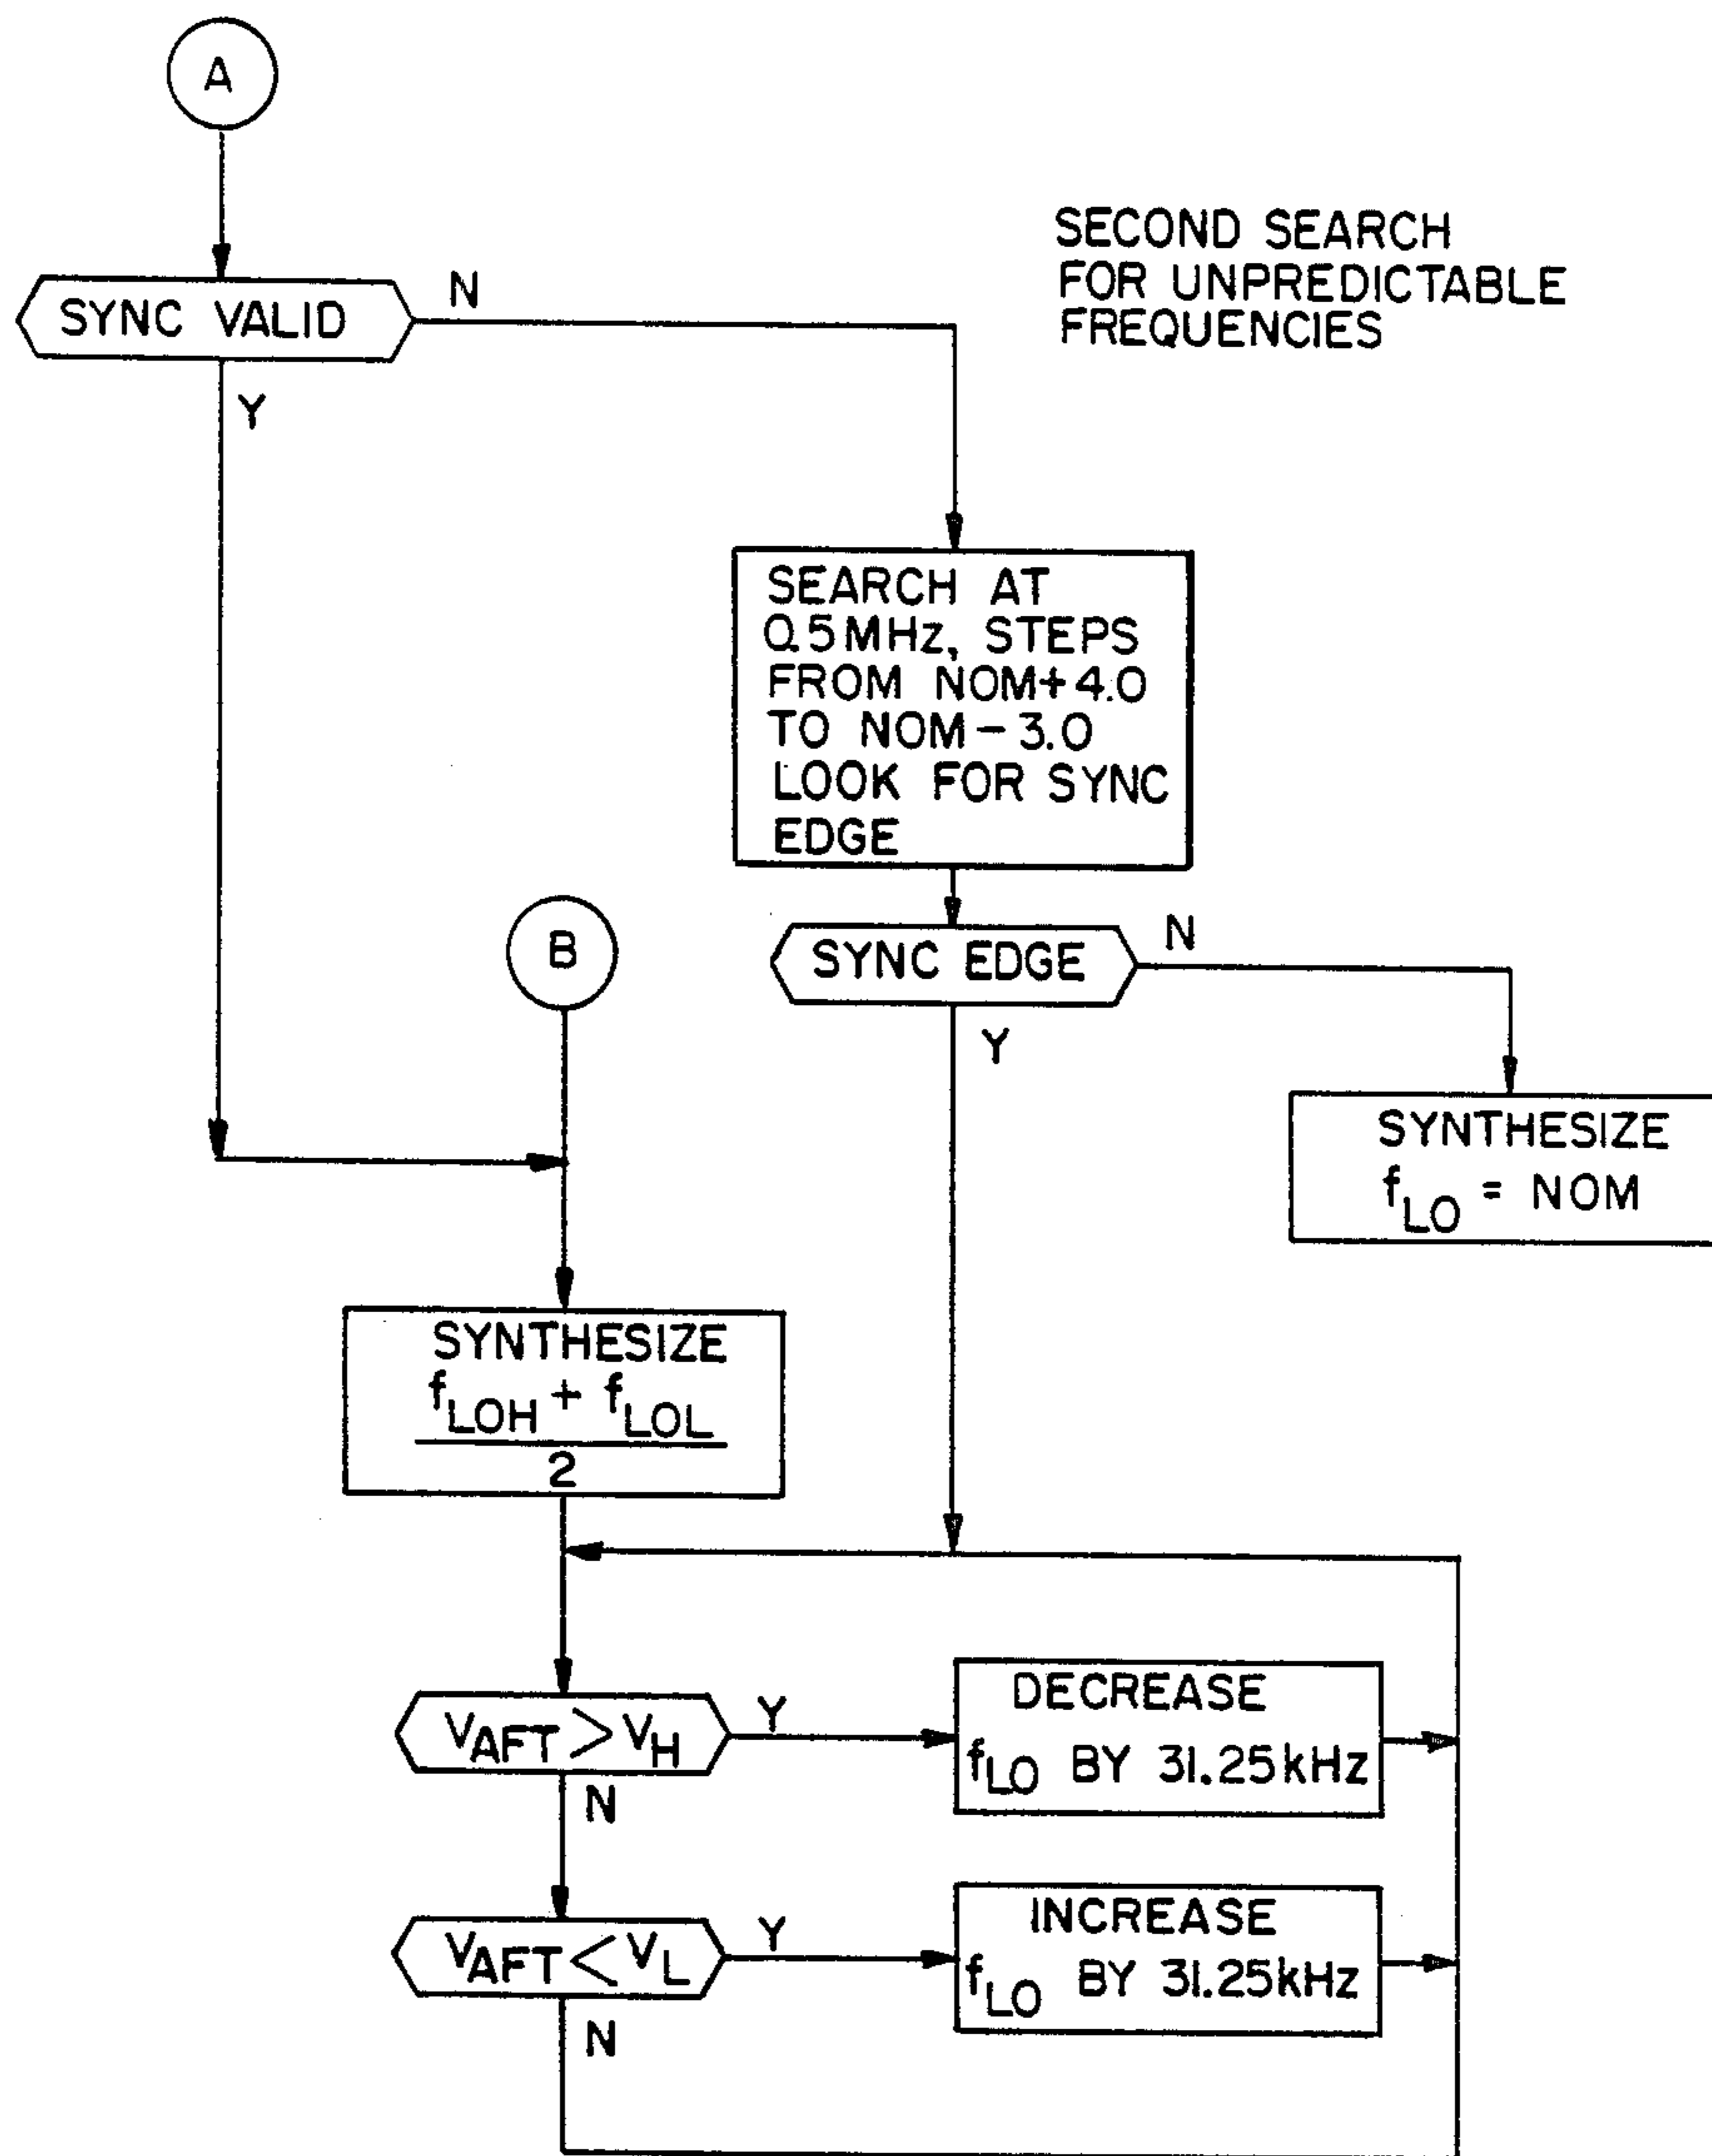 A
SYNC VALID
N
Y
SECOND SEARCH
FOR UNPREDICTABLE
FREQUENCIES
SEARCH AT
0.5MHz, STEPS
FROM NOM+4.0
TO NOM-3.0
LOOK FOR SYNC
EDGE
B
SYNC EDGE
N
Y
SYNTHESIZE
fLO = NOM
SYNTHESIZE
fLOH + fLOL
2
VAFT > VH
Y
N
DECREASE
fLO BY 31.25kHz
VAFT < VL
Y
N
INCREASE
fLO BY 31.25kHz